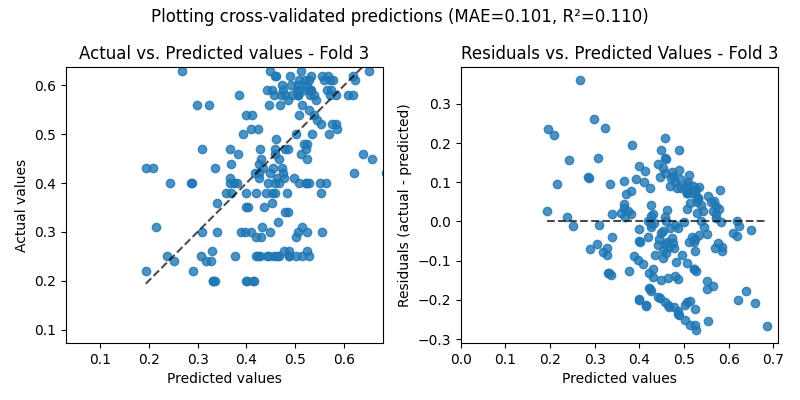 Plotting cross-validated predictions (MAE=0.101, R²=0.110)
Actual vs. Predicted values - Fold 3
0.6
0.5
0.4
0.3
0.2
0.1
Actual values
0.1 0.2 0.3 0.4 0.5 0.6
Predicted values
Residuals vs. Predicted Values - Fold 3
0.3
0.2
0.1
0.0
−0.1
−0.2
−0.3
Residuals (actual - predicted)
0.0 0.1 0.2 0.3 0.4 0.5 0.6 0.7
Predicted values